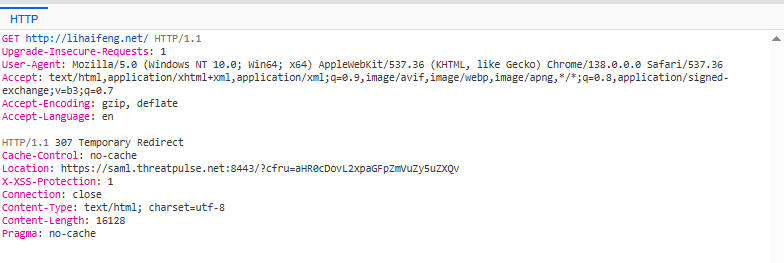 HTTP
GET http://lihaifeng.net/ HTTP/1.1
Upgrade-Insecure-Requests: 1
User-Agent: Mozilla/5.0 (Windows NT 10.0; Win64; x64) AppleWebKit/537.36 (KHTML, like Gecko) Chrome/138.0.0.0 Safari/537.36
Accept: text/html,application/xhtml+xml,application/xml;q=0.9,image/avif,image/webp,image/apng,*/*;q=0.8,application/signed-
exchange;v=b3;q=0.7
Accept-Encoding: gzip, deflate
Accept-Language: en
HTTP/1.1 307 Temporary Redirect
Cache-Control: no-cache
Location: https://saml.threatpulse.net:8443/?cfru=aHR0cDovL2xpaGFpZmVuZy5uZXQv
X-XSS-Protection: 1
Connection: close
Content-Type: text/html; charset=utf-8
Content-Length: 16128
Pragma: no-cache